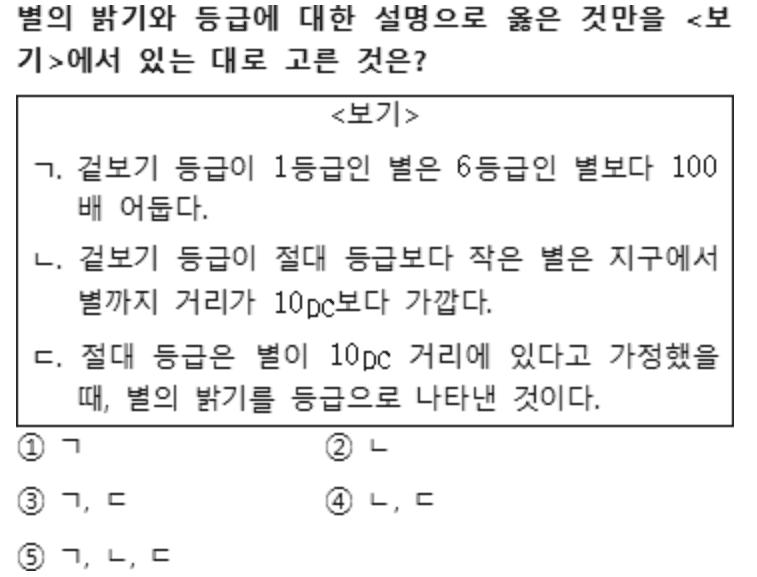 별의 밝기와 등급에 대한 설명으로 옳은 것만을 <보
기>에서 있는 대로 고른 것은?
<보기>
ㄱ. 겉보기 등급이 1등급인 별은 6등급인 별보다 100
배 어둡다.
ㄴ. 겉보기 등급이 절대 등급보다 작은 별은 지구에서
별까지 거리가 10pc보다 가깝다.
ㄷ. 절대 등급은 별이 10pc 거리에 있다고 가정했을
때, 별의 밝기를 등급으로 나타낸 것이다.
① ㄱ ② ㄴ
③ ㄱ, ㄷ ④ ㄴ, ㄷ
⑤ ㄱ, ㄴ, ㄷ